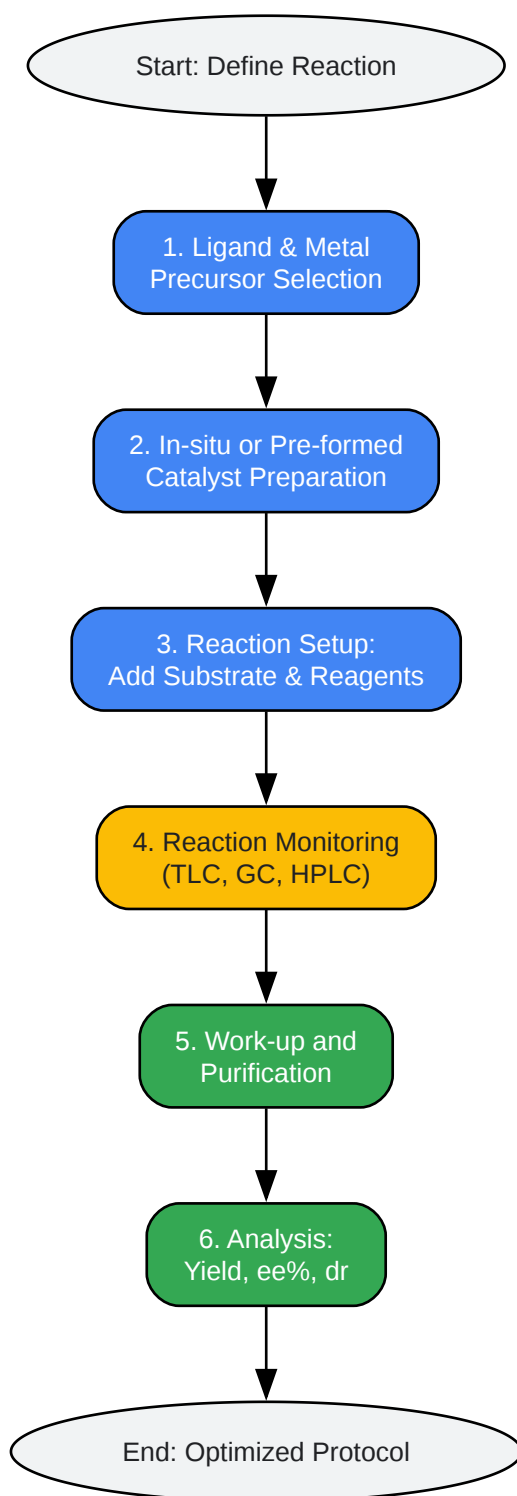 Start: Define Reaction
1. Ligand & Metal
Precursor Selection
2. In-situ or Pre-formed
Catalyst Preparation
3. Reaction Setup:
Add Substrate & Reagents
4. Reaction Monitoring
(TLC, GC, HPLC)
5. Work-up and
Purification
6. Analysis:
Yield, ee%, dr
End: Optimized Protocol